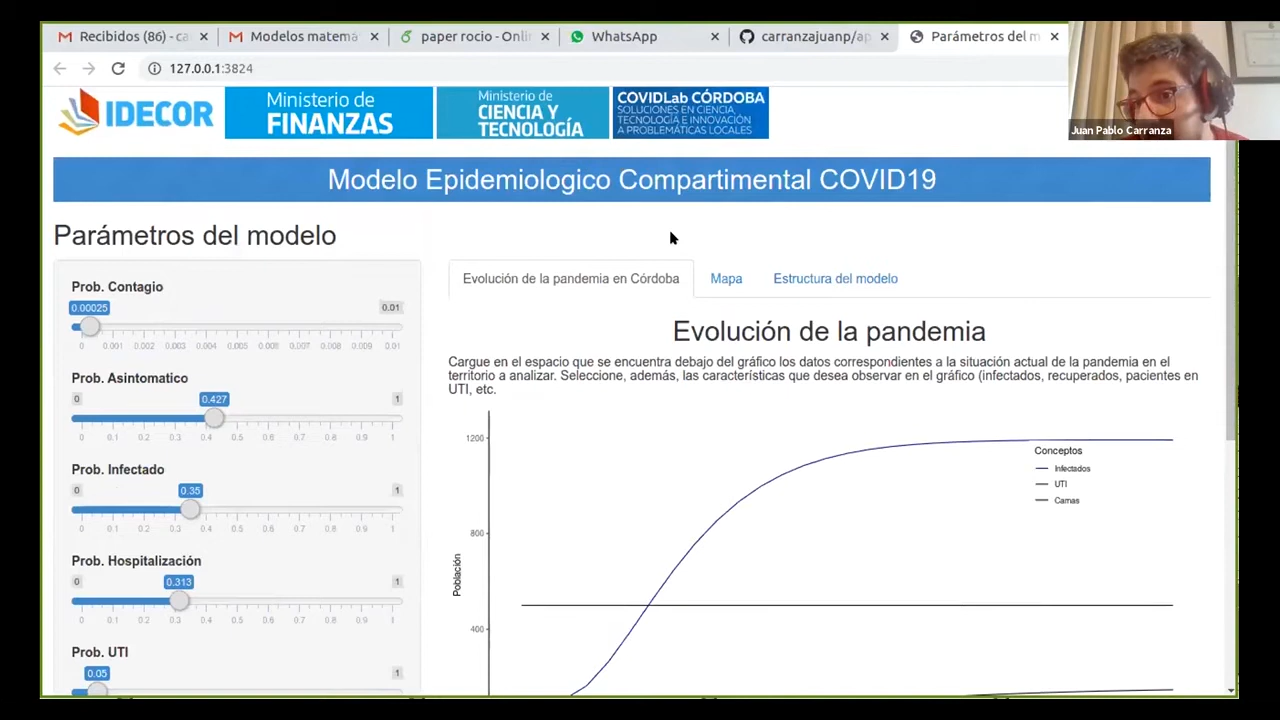 Recibidos (86) - ca
Modelos matema
paper rocio - Onli
WhatsApp
carranzajuanp/ap
Parámetros del m
127.0.0.1:3824
IDECOR
Ministerio de
FINANZAS
Ministerio de
CIENCIA Y
TECNOLOGÍA
COVIDLab CÓRDOBA
SOLUCIONES EN CIENCIA,
TECNOLOGÍA E INNOVACIÓN
A PROBLEMÁTICAS LOCALES
Juan Pablo Carranza
Modelo Epidemiologico Compartimental COVID19
Parámetros del modelo
Prob. Contagio
0.00025
0.01
0 0.001 0.002 0.003 0.004 0.005 0.006 0.007 0.008 0.009 0.01
Prob. Asintomatico
0 0.427 1
0 0.1 0.2 0.3 0.4 0.5 0.6 0.7 0.8 0.9 1
Prob. Infectado
0 0.35 1
0 0.1 0.2 0.3 0.4 0.5 0.6 0.7 0.8 0.9 1
Prob. Hospitalización
0 0.313 1
0 0.1 0.2 0.3 0.4 0.5 0.6 0.7 0.8 0.9 1
Prob. UTI
0.05 1
Evolución de la pandemia en Córdoba
Mapa
Estructura del modelo
Evolución de la pandemia
Cargue en el espacio que se encuentra debajo del gráfico los datos correspondientes a la situación actual de la pandemia en el
territorio a analizar. Seleccione, además, las características que desea observar en el gráfico (infectados, recuperados, pacientes en
UTI, etc.
1200
800
400
Población
Conceptos
Infectados
UTI
Camas